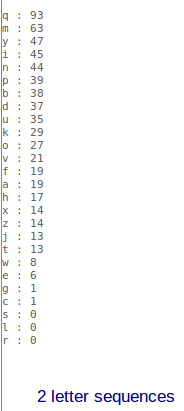 q : 93
m : 63
y : 47
i : 45
n : 44
p : 39
b : 38
d : 37
u : 35
k : 29
o : 27
v : 21
f : 19
a : 19
h : 17
x : 14
z : 14
j : 13
t : 13
w : 8
e : 6
g : 1
c : 1
s : 0
l : 0
r : 0
2 letter sequences